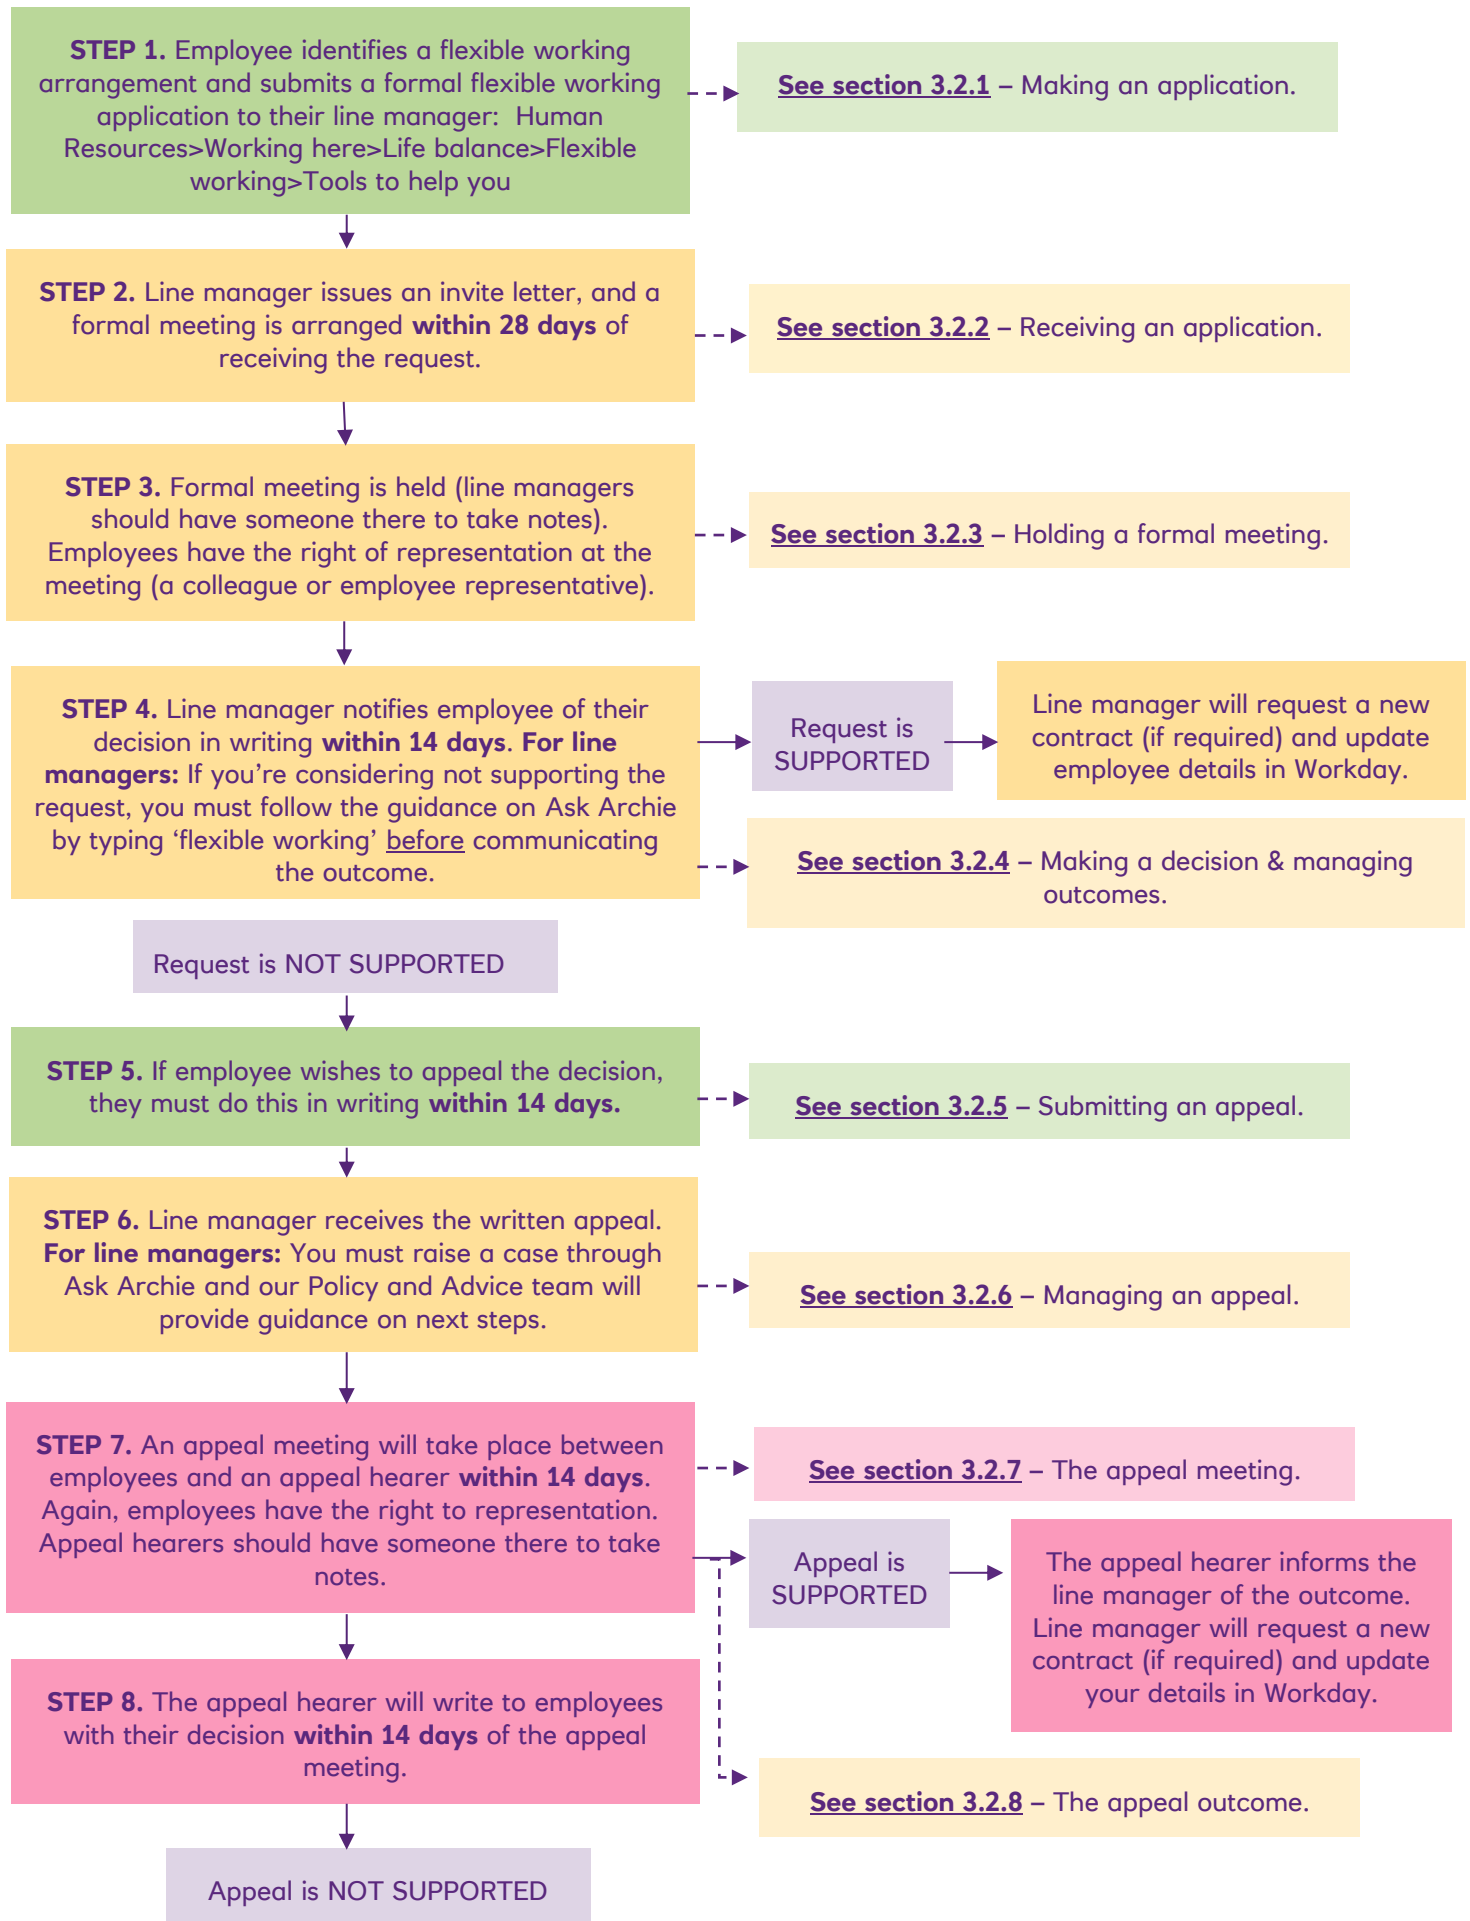 STEP 1. Employee identifies a flexible working
arrangement and submits a formal flexible working
application to their line manager:  Human
Resources>Working here>Life balance>Flexible
working>Tools to help you
See section 3.2.1 – Making an application.
STEP 2. Line manager issues an invite letter, and a
formal meeting is arranged within 28 days of
receiving the request.
See section 3.2.2 – Receiving an application.
STEP 3. Formal meeting is held (line managers
should have someone there to take notes).
Employees have the right of representation at the
meeting (a colleague or employee representative).
See section 3.2.3 – Holding a formal meeting.
STEP 4. Line manager notifies employee of their
decision in writing within 14 days. For line
managers: If you’re considering not supporting the
request, you must follow the guidance on Ask Archie
by typing ‘flexible working’ before communicating
the outcome.
Request is
SUPPORTED
Line manager will request a new
contract (if required) and update
employee details in Workday.
See section 3.2.4 – Making a decision & managing
outcomes.
Request is NOT SUPPORTED
STEP 5. If employee wishes to appeal the decision,
they must do this in writing within 14 days.
See section 3.2.5 – Submitting an appeal.
STEP 6. Line manager receives the written appeal.
For line managers: You must raise a case through
Ask Archie and our Policy and Advice team will
provide guidance on next steps.
See section 3.2.6 – Managing an appeal.
STEP 7. An appeal meeting will take place between
employees and an appeal hearer within 14 days.
Again, employees have the right to representation.
Appeal hearers should have someone there to take
notes.
See section 3.2.7 – The appeal meeting.
Appeal is
SUPPORTED
The appeal hearer informs the
line manager of the outcome.
Line manager will request a new
contract (if required) and update
your details in Workday.
STEP 8. The appeal hearer will write to employees
with their decision within 14 days of the appeal
meeting.
See section 3.2.8 – The appeal outcome.
Appeal is NOT SUPPORTED